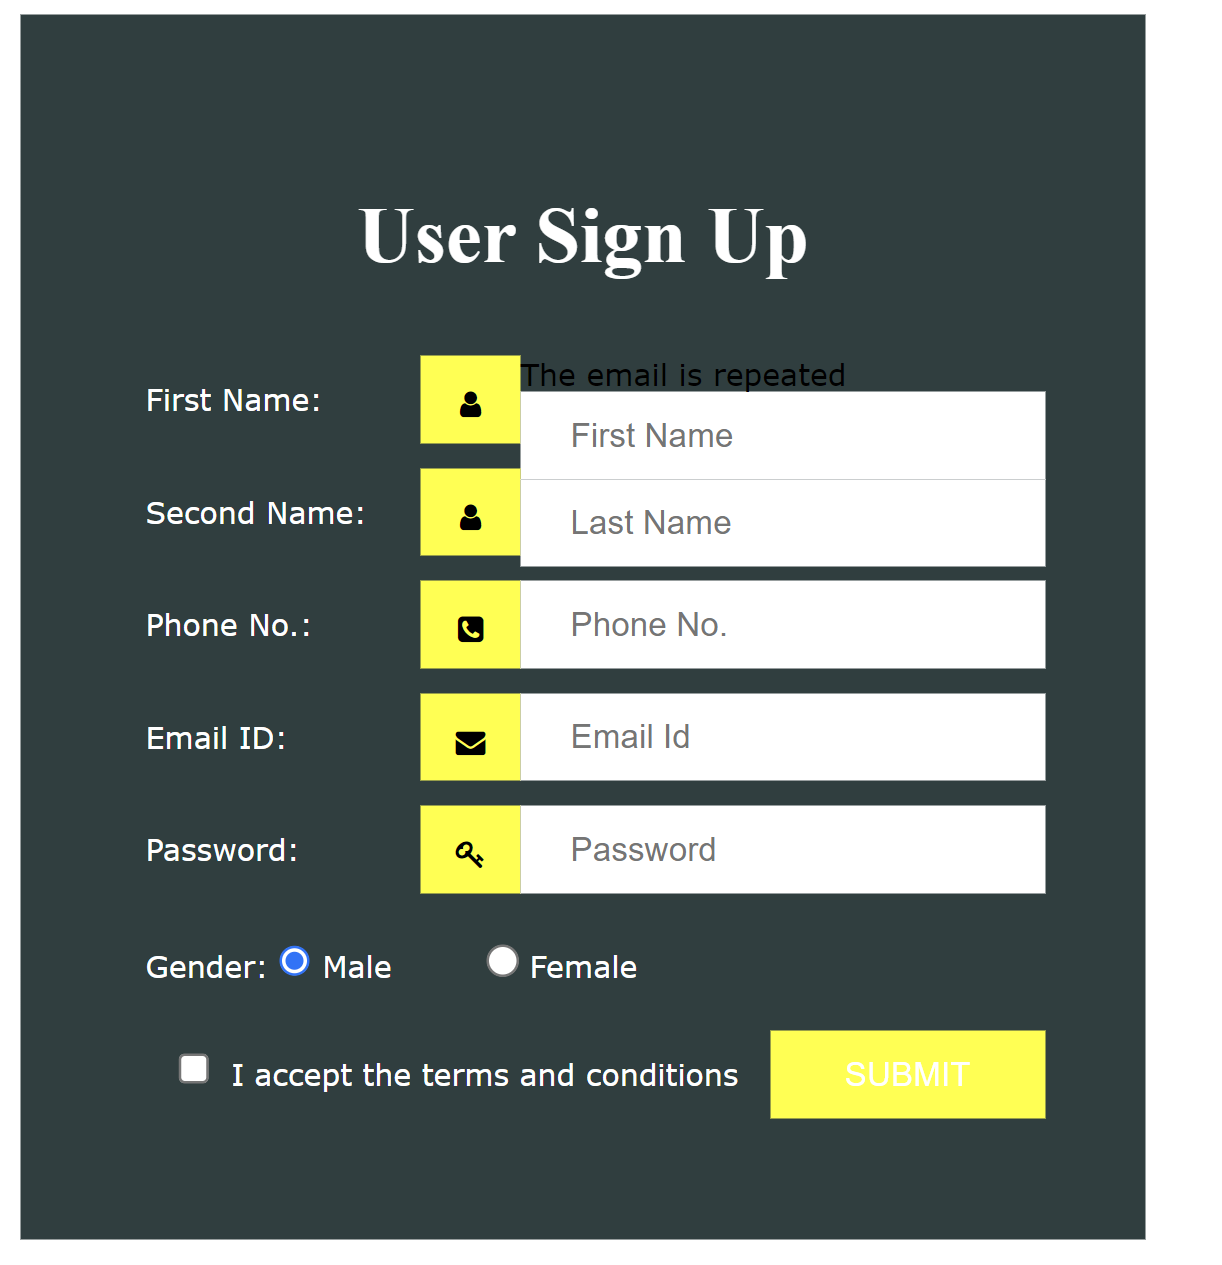 User Sign Up
The email is repeated
First Name:
First Name
Second Name:
Last Name
Phone No.:
Phone No.
Email ID:
Email Id
Password:
Password
Gender: Male Female
I accept the terms and conditions
SUBMIT